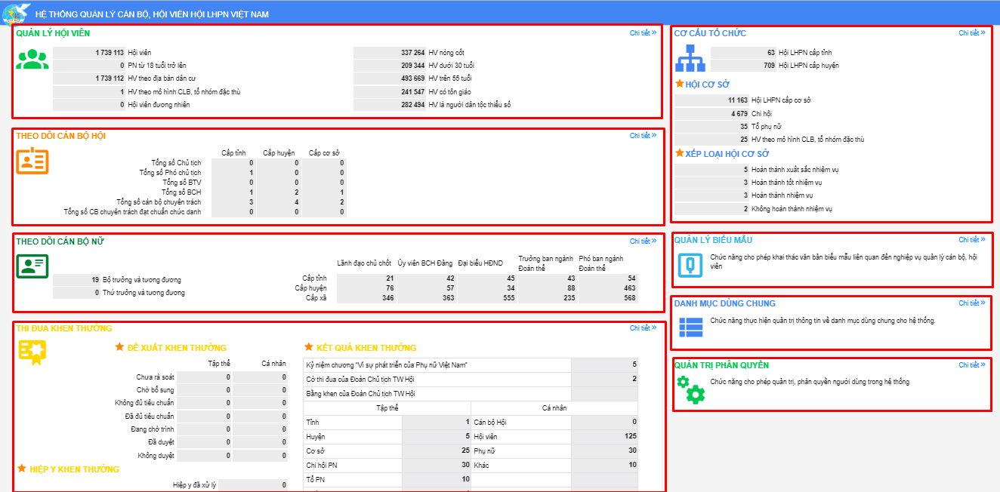 HỆ THỐNG QUẢN LÝ CÁN BỘ, HỘI VIÊN HỘI LHPN VIỆT NAM
QUẢN LÝ HỘI VIÊN Chi tiết »
1 739 113 Hội viên 337 264 HV nòng cốt
0 PN từ 18 tuổi trở lên 209 344 HV dưới 30 tuổi
1 739 112 HV theo địa bàn dân cư 493 669 HV trên 55 tuổi
1 HV theo mô hình CLB, tổ nhóm đặc thù 241 547 HV có tôn giáo
0 Hội viên đương nhiên 282 494 HV là người dân tộc thiểu số
THEO DÕI CÁN BỘ HỘI Chi tiết »
Cấp tỉnh Cấp huyện Cấp cơ sở
Tổng số Chủ tịch 0 0 0
Tổng số Phó chủ tịch 1 0 0
Tổng số BTV 0 0 0
Tổng số BCH 1 2 1
Tổng số cán bộ chuyên trách 3 4 2
Tổng số CB chuyên trách đạt chuẩn chức danh 0 0 0
THEO DÕI CÁN BỘ NỮ Chi tiết »
19 Bộ trưởng và tương đương
0 Thứ trưởng và tương đương
Lãnh đạo chủ chốt Ủy viên BCH Đảng Đại biểu HĐND Trưởng ban ngành Đoàn thể Phó ban ngành Đoàn thể
Cấp tỉnh 21 42 45 43 54
Cấp huyện 76 57 34 88 463
Cấp xã 346 363 555 235 568
THI ĐUA KHEN THƯỞNG Chi tiết »
ĐỀ XUẤT KHEN THƯỞNG
Tập thể Cá nhân
Chưa rà soát 0 0
Chờ bổ sung 0 0
Không đủ tiêu chuẩn 0 0
Đã đủ tiêu chuẩn 0 0
Đang chờ trình 0 0
Đã duyệt 0 0
Không duyệt 0 0
HIỆP Y KHEN THƯỞNG
Hiệp y đã xử lý 0
KẾT QUẢ KHEN THƯỞNG
Kỷ niệm chương "Vì sự phát triển của Phụ nữ Việt Nam" 5
Cờ thi đua của Đoàn Chủ tịch TW Hội 2
Bằng khen của Đoàn Chủ tịch TW Hội
Tập thể Cá nhân
Tỉnh 1 Cán bộ Hội 0
Huyện 5 Hội viên 125
Cơ sở 25 Phụ nữ 30
Chi hội PN 30 Khác 10
Tổ PN 10
CƠ CẤU TỔ CHỨC Chi tiết »
63 Hội LHPN cấp tỉnh
709 Hội LHPN cấp huyện
HỘI CƠ SỞ
11 163 Hội LHPN cấp cơ sở
4 679 Chi hội
35 Tổ phụ nữ
25 HV theo mô hình CLB, tổ nhóm đặc thù
XẾP LOẠI HỘI CƠ SỞ
5 Hoàn thành xuất sắc nhiệm vụ
3 Hoàn thành tốt nhiệm vụ
3 Hoàn thành nhiệm vụ
2 Không hoàn thành nhiệm vụ
QUẢN LÝ BIỂU MẪU Chi tiết »
Chức năng cho phép khai thác văn bản biểu mẫu liên quan đến nghiệp vụ quản lý cán bộ, hội
viên
DANH MỤC DÙNG CHUNG Chi tiết »
Chức năng thực hiện quản trị thông tin về danh mục dùng chung cho hệ thống.
QUẢN TRỊ PHÂN QUYỀN Chi tiết »
Chức năng cho phép quản trị, phân quyền người dùng trong hệ thống